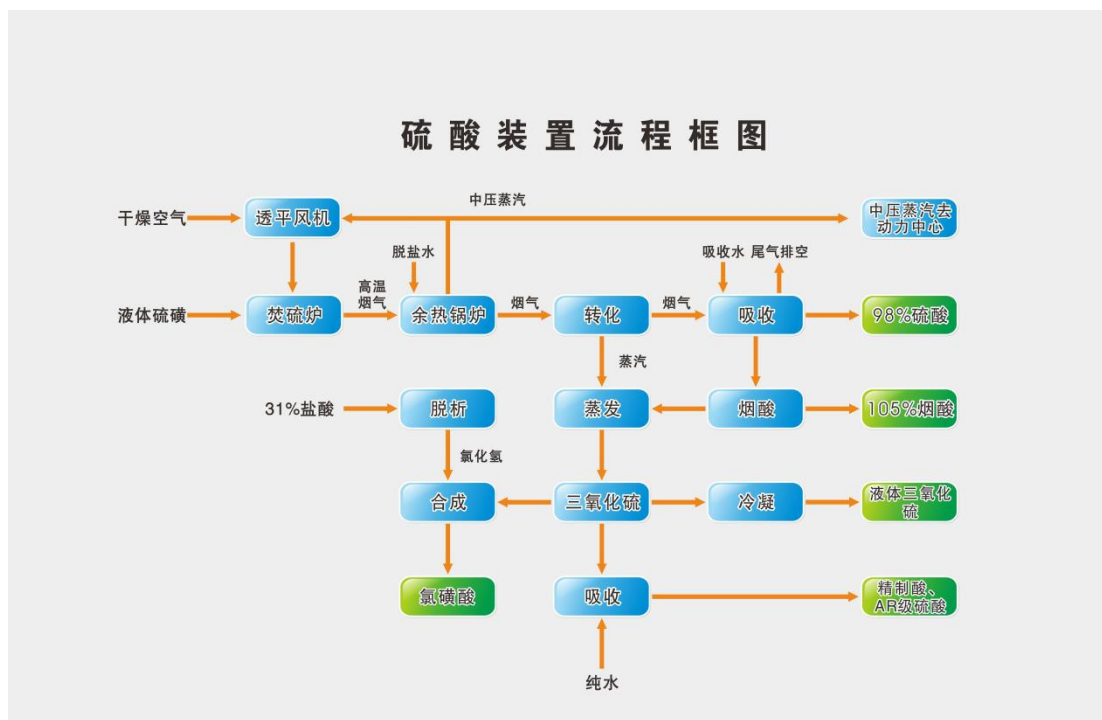 硫酸装置流程框图
中压蒸汽
干燥空气
透平风机
中压蒸汽去
动力中心
脱盐水
吸收水
尾气排空
高温
烟气
液体硫磺
焚硫炉
余热锅炉
烟气
转化
烟气
吸收
98%硫酸
蒸汽
31%盐酸
脱析
蒸发
烟酸
105%烟酸
氯化氢
合成
三氧化硫
冷凝
液体三氧化
硫
氯磺酸
吸收
精制酸、
AR级硫酸
纯水